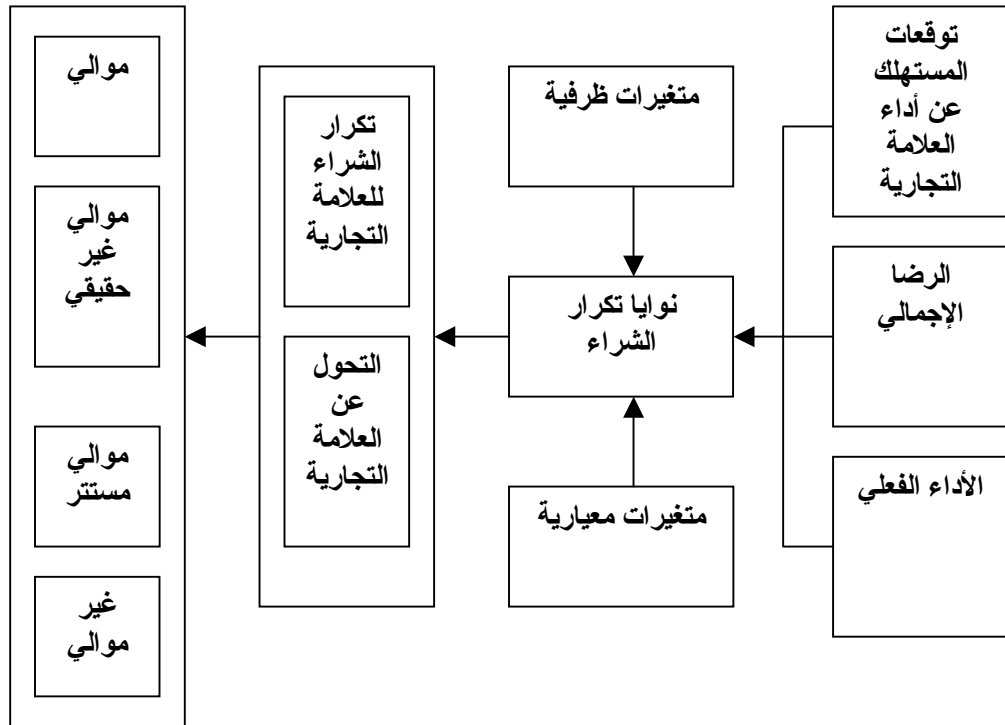 توقعات
المستهلك
عن أداء
العلامة
التجارية
الرضا
الإجمالي
الأداء الفعلي
متغيرات ظرفية
نوايا تكرار
الشراء
متغيرات معيارية
تكرار
الشراء
للعلامة
التجارية
التحول
عن
العلامة
التجارية
موالي
موالي
غير
حقيقي
موالي
مستتر
غير
موالي